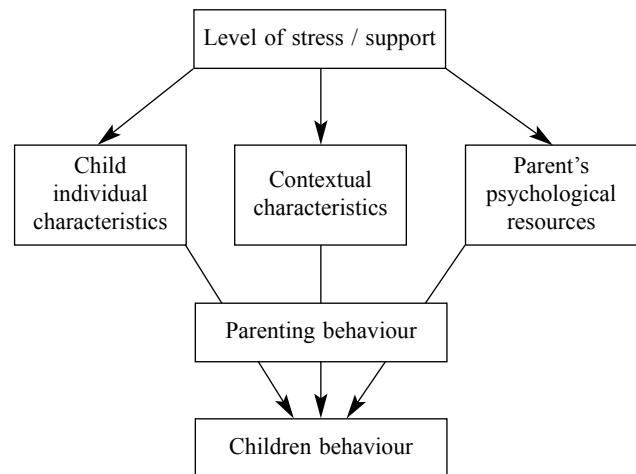 Level of stress / support
Child
individual
characteristics
Contextual
characteristics
Parent’s
psychological
resources
Parenting behaviour
Children behaviour